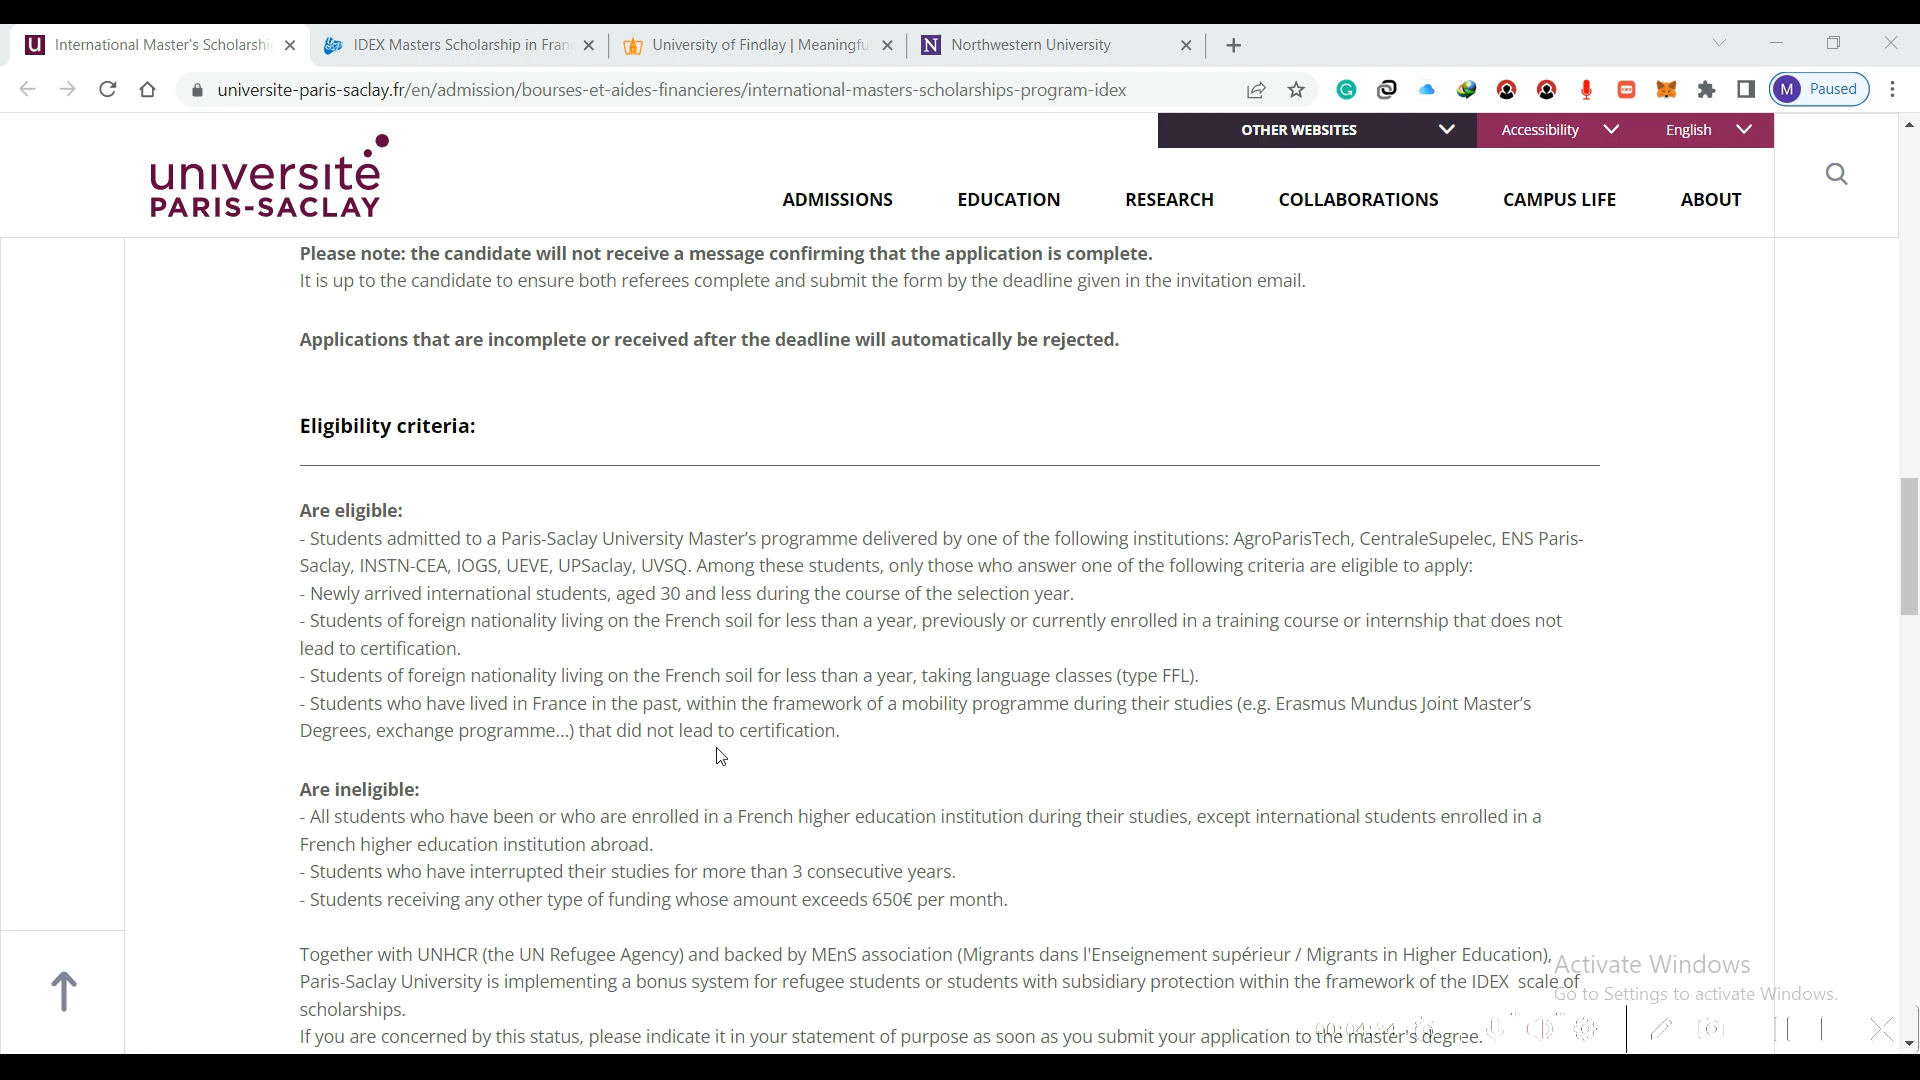 International Master's Scholarshi
IDEX Masters Scholarship in Fran
University of Findlay | Meaningfu
Northwestern University
universite-paris-saclay.fr/en/admission/bourses-et-aides-financieres/international-masters-scholarships-program-idex
M Paused
OTHER WEBSITES
Accessibility
English
université
PARIS-SACLAY
ADMISSIONS
EDUCATION
RESEARCH
COLLABORATIONS
CAMPUS LIFE
ABOUT
Please note: the candidate will not receive a message confirming that the application is complete.
It is up to the candidate to ensure both referees complete and submit the form by the deadline given in the invitation email.
Applications that are incomplete or received after the deadline will automatically be rejected.
Eligibility criteria:
Are eligible:
- Students admitted to a Paris-Saclay University Master's programme delivered by one of the following institutions: AgroParisTech, CentraleSupelec, ENS Paris-
Saclay, INSTN-CEA, IOGS, UEVE, UPSaclay, UVSQ. Among these students, only those who answer one of the following criteria are eligible to apply:
- Newly arrived international students, aged 30 and less during the course of the selection year.
- Students of foreign nationality living on the French soil for less than a year, previously or currently enrolled in a training course or internship that does not
lead to certification.
- Students of foreign nationality living on the French soil for less than a year, taking language classes (type FFL).
- Students who have lived in France in the past, within the framework of a mobility programme during their studies (e.g. Erasmus Mundus Joint Master's
Degrees, exchange programme...) that did not lead to certification.
Are ineligible:
- All students who have been or who are enrolled in a French higher education institution during their studies, except international students enrolled in a
French higher education institution abroad.
- Students who have interrupted their studies for more than 3 consecutive years.
- Students receiving any other type of funding whose amount exceeds 650€ per month.
Together with UNHCR (the UN Refugee Agency) and backed by MEnS association (Migrants dans l'Enseignement supérieur / Migrants in Higher Education),
Paris-Saclay University is implementing a bonus system for refugee students or students with subsidiary protection within the framework of the IDEX scale of
scholarships.
If you are concerned by this status, please indicate it in your statement of purpose as soon as you submit your application to the master's degree.
Activate Windows
Go to Settings to activate Windows.